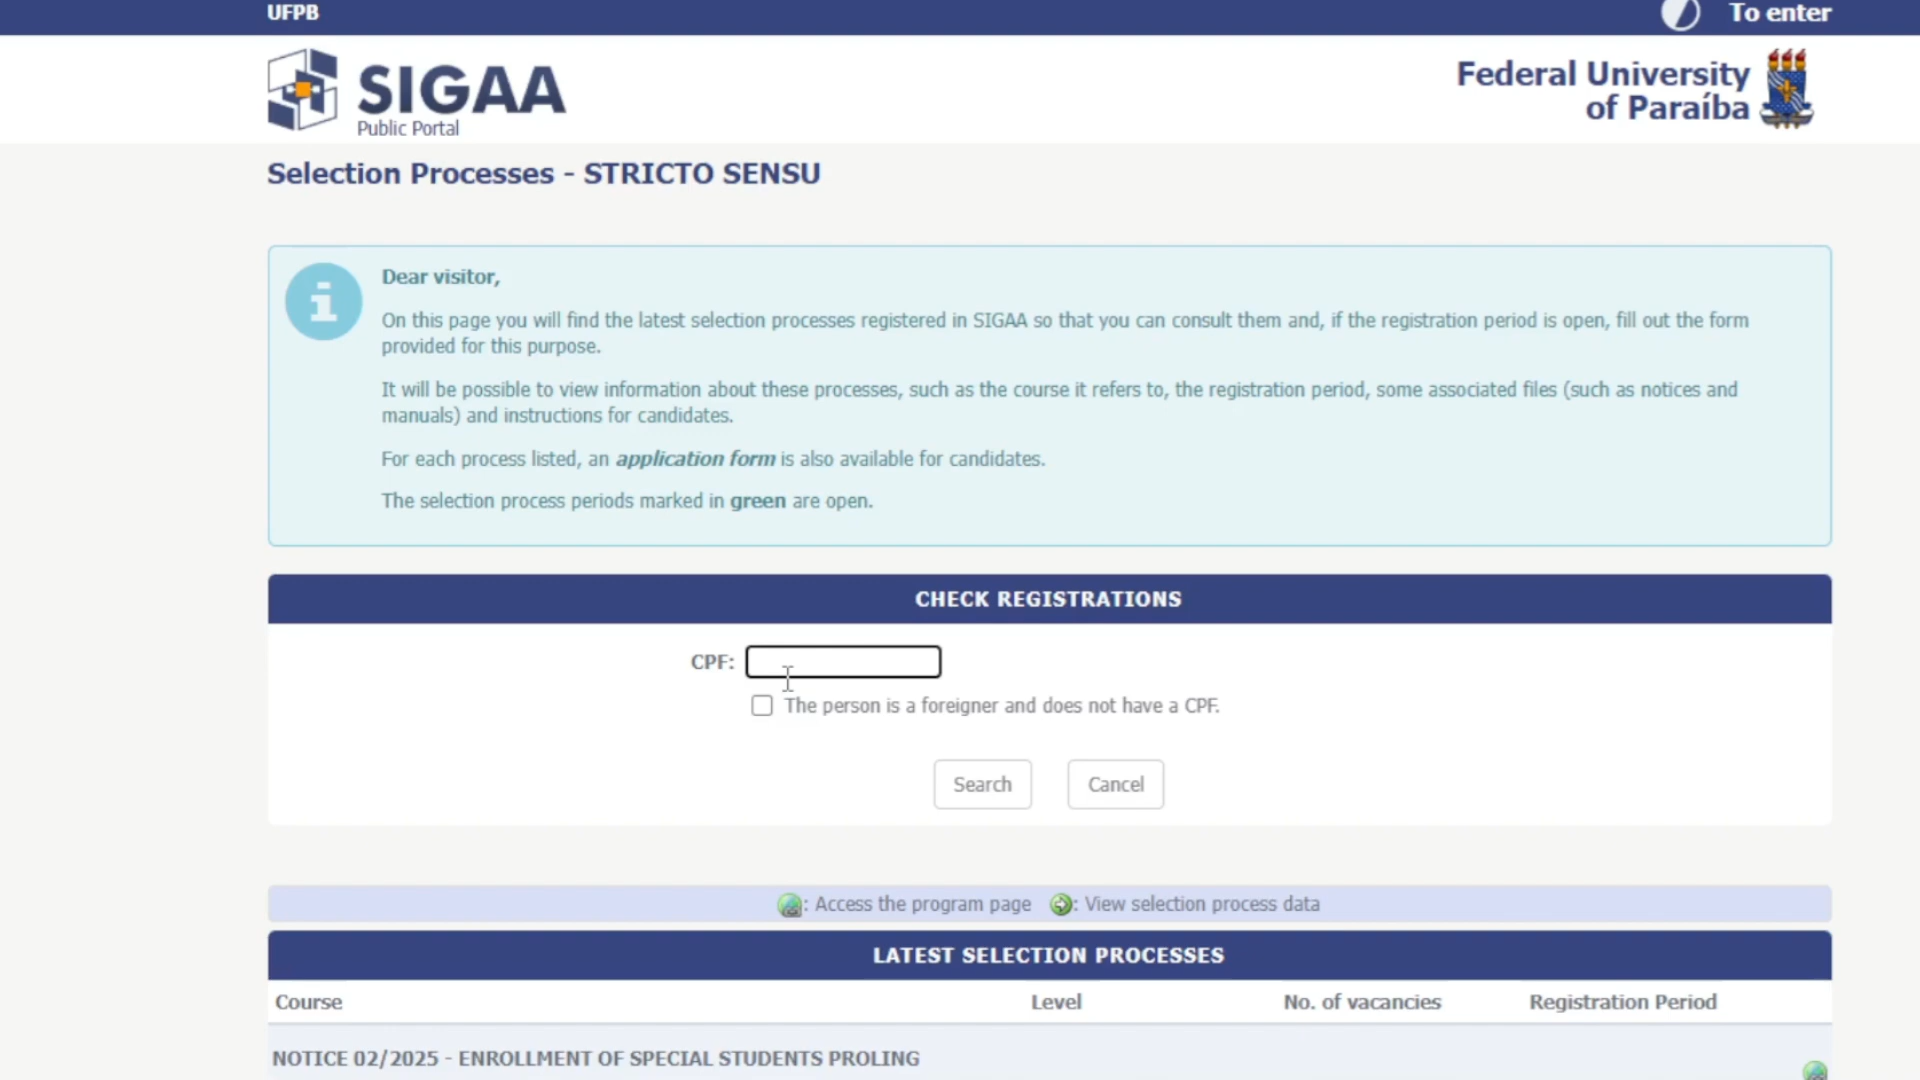 UFPB
To enter
SIGAA
Public Portal
Federal University
of Paraíba
Selection Processes - STRICTO SENSU
Dear visitor,
On this page you will find the latest selection processes registered in SIGAA so that you can consult them and, if the registration period is open, fill out the form
provided for this purpose.
It will be possible to view information about these processes, such as the course it refers to, the registration period, some associated files (such as notices and
manuals) and instructions for candidates.
For each process listed, an application form is also available for candidates.
The selection process periods marked in green are open.
CHECK REGISTRATIONS
CPF:
The person is a foreigner and does not have a CPF.
Search Cancel
: Access the program page : View selection process data
LATEST SELECTION PROCESSES
Course Level No. of vacancies Registration Period
NOTICE 02/2025 - ENROLLMENT OF SPECIAL STUDENTS PROLING